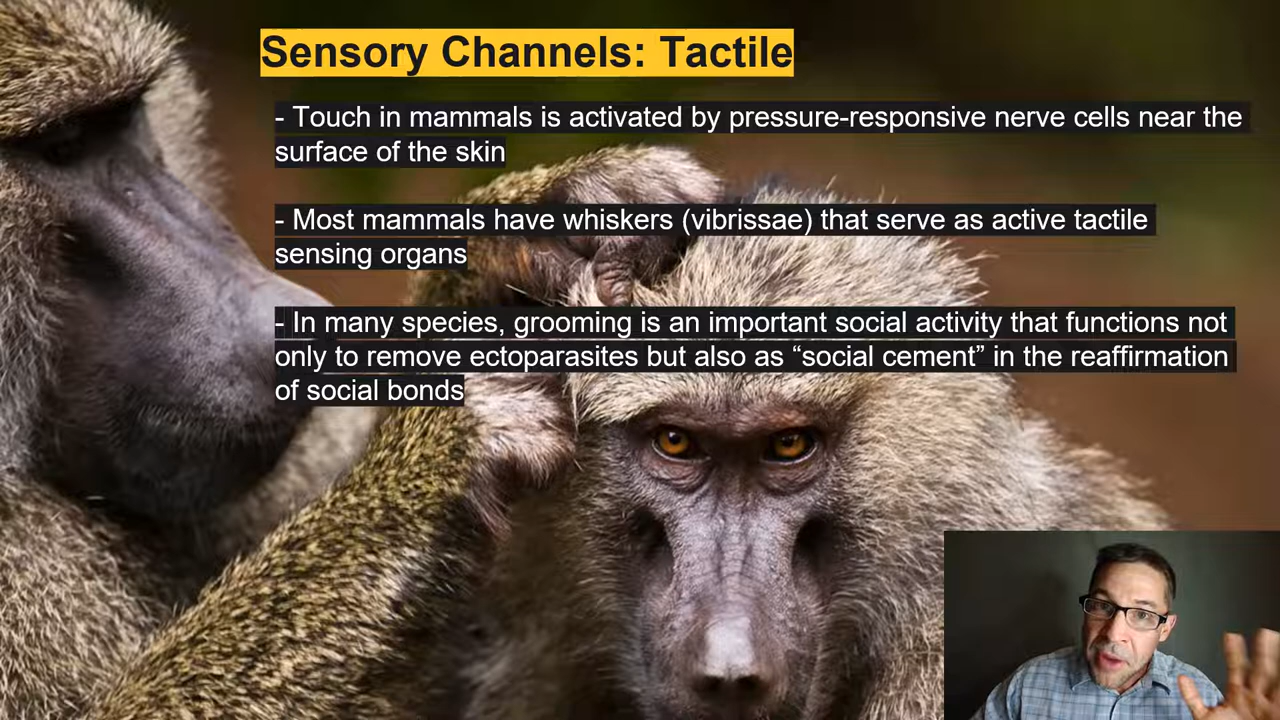 Sensory Channels: Tactile
- Touch in mammals is activated by pressure-responsive nerve cells near the
surface of the skin
- Most mammals have whiskers (vibrissae) that serve as active tactile
sensing organs
- In many species, grooming is an important social activity that functions not
only to remove ectoparasites but also as “social cement” in the reaffirmation
of social bonds